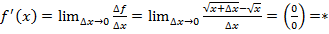 f′(x) = lim_{Δx→0} Δf/Δx = lim_{Δx→0} (√(x+Δx)−√x)/Δx = (0/0) =∗